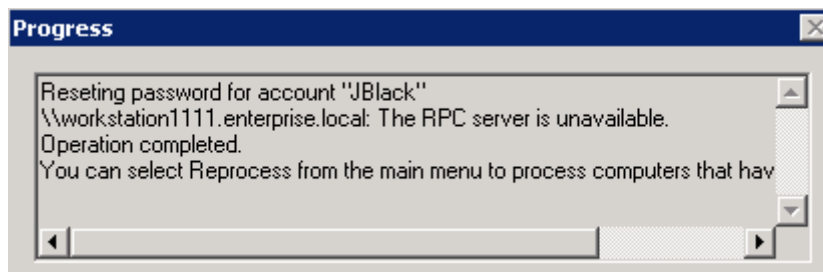 Progress
Reseting password for account "JBlack"
\\workstation1111.enterprise.local: The RPC server is unavailable.
Operation completed.
You can select Reprocess from the main menu to process computers that hav